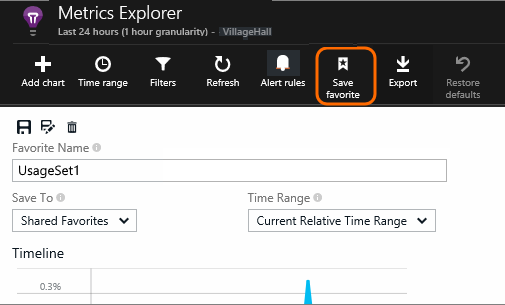 Metrics Explorer
Last 24 hours (1 hour granularity) - VillageHall
Add chart
Time range
Filters
Refresh
Alert rules
Save favorite
Export
Restore defaults
Favorite Name
UsageSet1
Save To
Time Range
Shared Favorites
Current Relative Time Range
Timeline
0.3%